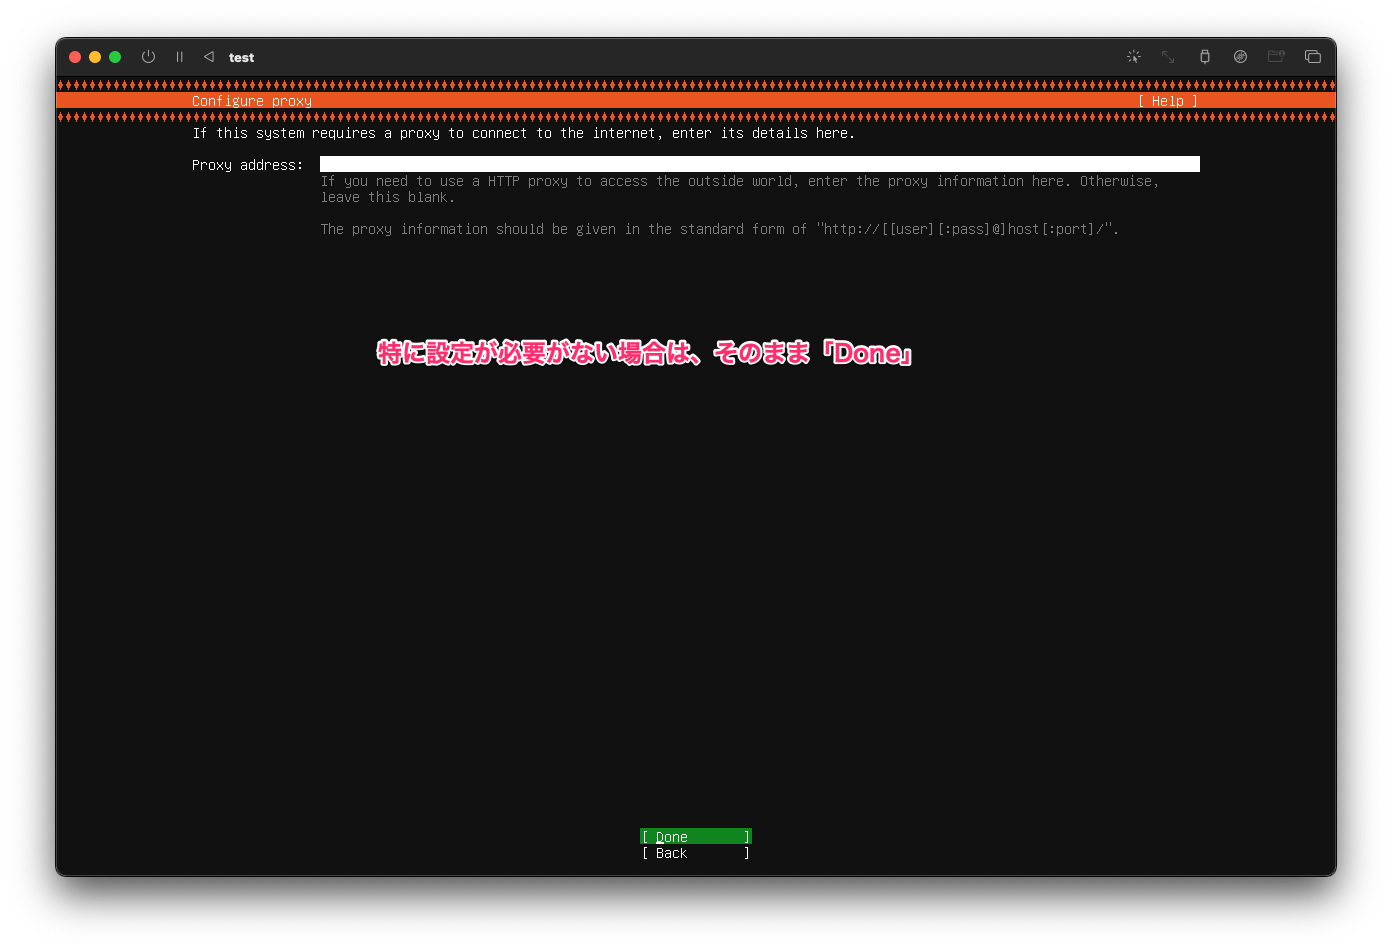 test
Configure proxy [ Help ]
If this system requires a proxy to connect to the internet, enter its details here.
Proxy address:
If you need to use a HTTP proxy to access the outside world, enter the proxy information here. Otherwise,
leave this blank.
The proxy information should be given in the standard form of "http://[[user][:pass]@]host[:port]/".
特に設定が必要がない場合は、そのまま「Done」
[ Done ]
[ Back ]